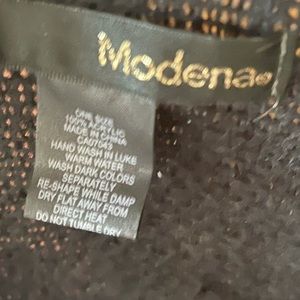 Modena®
ONE SIZE
100% ACRYLIC
MADE IN CHINA
CA07043
HAND WASH IN LUKE
WARM WATER
WASH DARK COLORS
SEPARATELY
RE-SHAPE WHILE DAMP
DRY FLAT AWAY FROM
DIRECT HEAT
DO NOT TUMBLE DRY